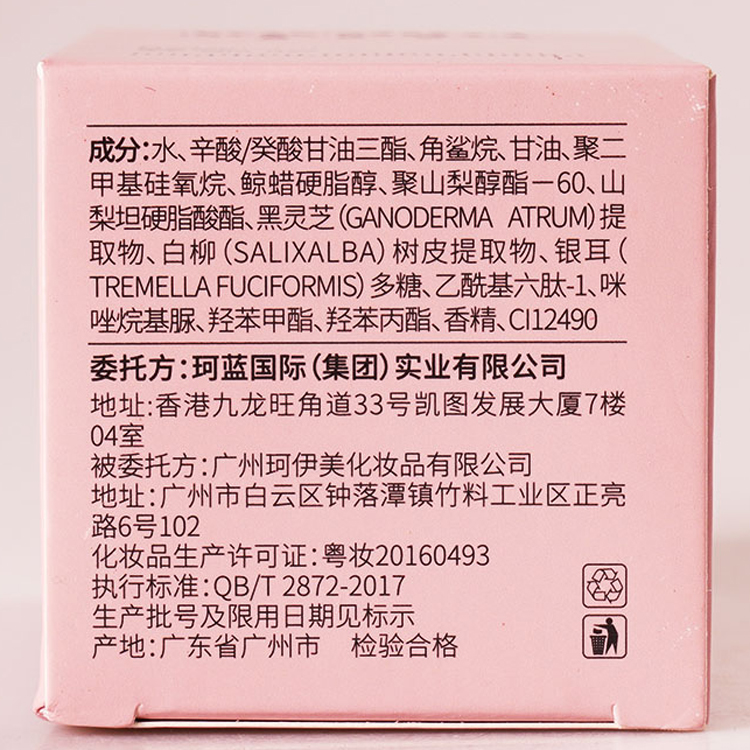 成分:水、辛酸/癸酸甘油三酯、角鲨烷、甘油、聚二
甲基硅氧烷、鲸蜡硬脂醇、聚山梨醇酯－60、山
梨坦硬脂酸酯、黑灵芝(GANODERMA ATRUM)提
取物、白柳(SALIXALBA)树皮提取物、银耳(
TREMELLA FUCIFORMIS)多糖、乙酰基六肽-1、咪
唑烷基脲、羟苯甲酯、羟苯丙酯、香精、CI12490
委托方:珂蓝国际(集团)实业有限公司
地址:香港九龙旺角道33号凯图发展大厦7楼
04室
被委托方:广州珂伊美化妆品有限公司
地址:广州市白云区钟落潭镇竹料工业区正亮
路6号102
化妆品生产许可证:粤妆20160493
执行标准:QB/T 2872-2017
生产批号及限用日期见标示
产地:广东省广州市 检验合格